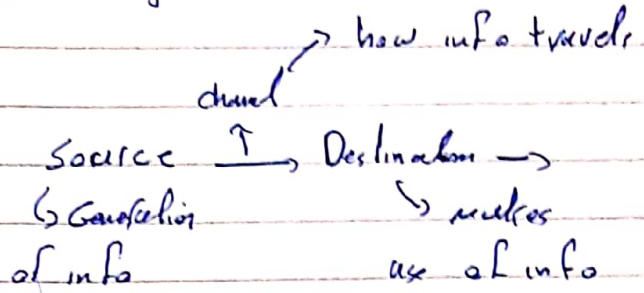 how info travels
channel
Source → Destination →
↳ Generation ↳ makes
of info use of info